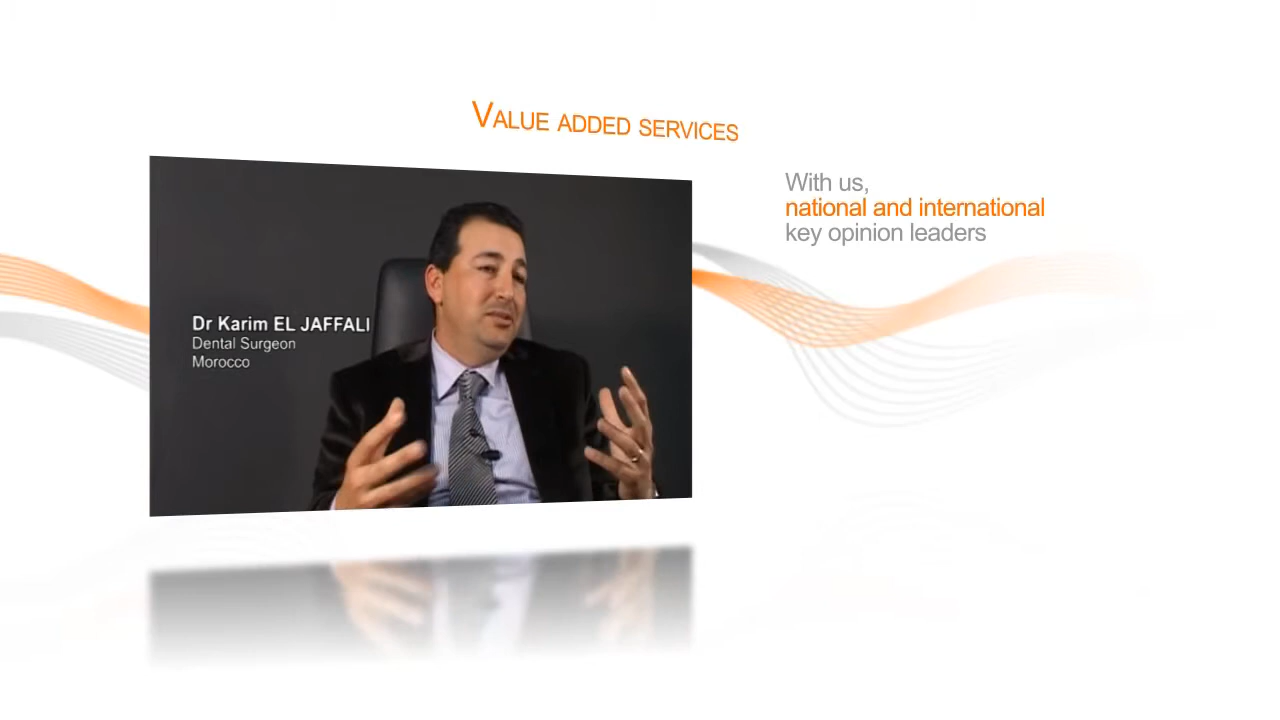 VALUE ADDED SERVICES
With us,
national and international
key opinion leaders
Dr Karim EL JAFFALI
Dental Surgeon
Morocco